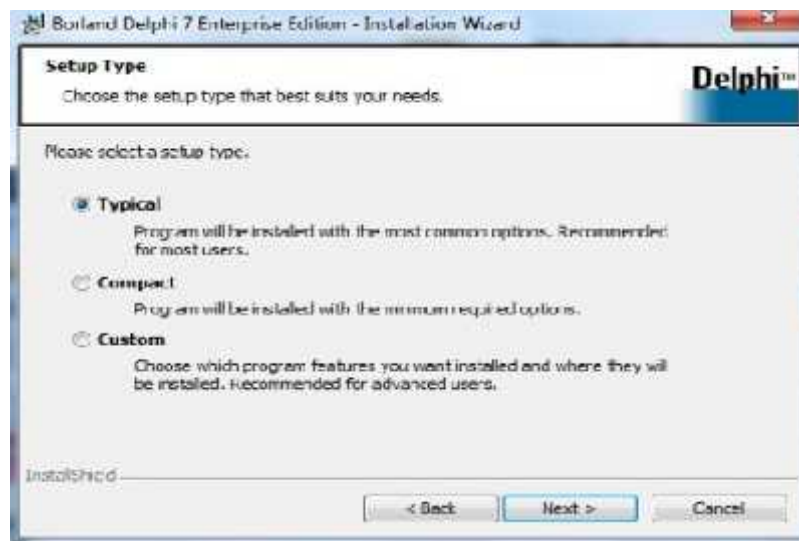 Borland Delphi 7 Enterprise Edition - Installation Wizard
Setup Type
Choose the setup type that best suits your needs.
Delphi™
Please select a setup type.
Typical
Program will be installed with the most common options. Recommended
for most users.
Compact
Program will be installed with the minimum required options.
Custom
Choose which program features you want installed and where they will
be installed. Recommended for advanced users.
InstallShield
< Back
Next >
Cancel